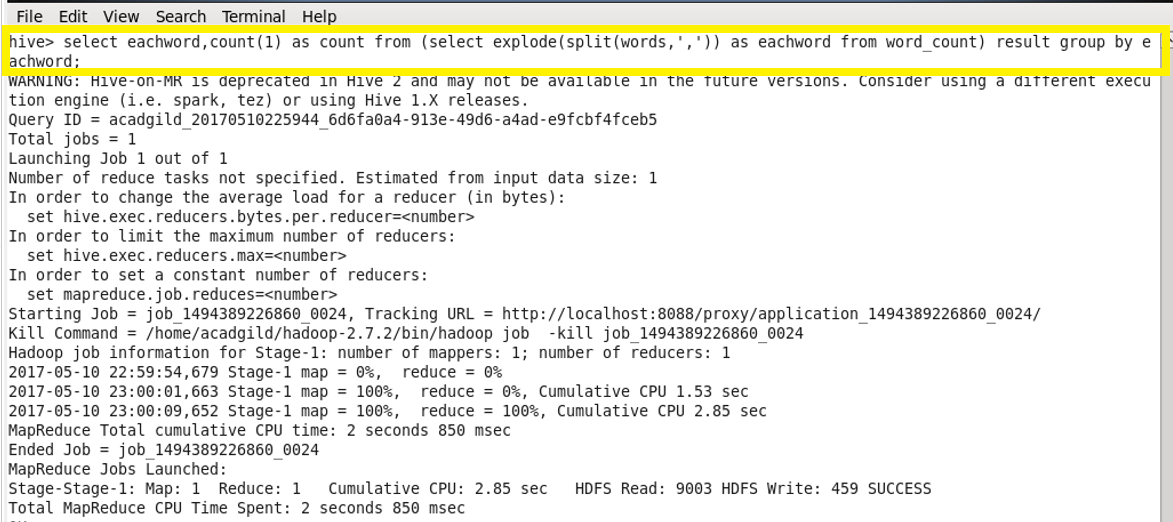 File Edit View Search Terminal Help
hive> select eachword,count(1) as count from (select explode(split(words,',')) as eachword from word_count) result group by e
achword;
WARNING: Hive-on-MR is deprecated in Hive 2 and may not be available in the future versions. Consider using a different execu
tion engine (i.e. spark, tez) or using Hive 1.X releases.
Query ID = acadgild_20170510225944_6d6fa0a4-913e-49d6-a4ad-e9fcbf4fceb5
Total jobs = 1
Launching Job 1 out of 1
Number of reduce tasks not specified. Estimated from input data size: 1
In order to change the average load for a reducer (in bytes):
  set hive.exec.reducers.bytes.per.reducer=<number>
In order to limit the maximum number of reducers:
  set hive.exec.reducers.max=<number>
In order to set a constant number of reducers:
  set mapreduce.job.reduces=<number>
Starting Job = job_1494389226860_0024, Tracking URL = http://localhost:8088/proxy/application_1494389226860_0024/
Kill Command = /home/acadgild/hadoop-2.7.2/bin/hadoop job  -kill job_1494389226860_0024
Hadoop job information for Stage-1: number of mappers: 1; number of reducers: 1
2017-05-10 22:59:54,679 Stage-1 map = 0%,  reduce = 0%
2017-05-10 23:00:01,663 Stage-1 map = 100%,  reduce = 0%, Cumulative CPU 1.53 sec
2017-05-10 23:00:09,652 Stage-1 map = 100%,  reduce = 100%, Cumulative CPU 2.85 sec
MapReduce Total cumulative CPU time: 2 seconds 850 msec
Ended Job = job_1494389226860_0024
MapReduce Jobs Launched:
Stage-Stage-1: Map: 1  Reduce: 1   Cumulative CPU: 2.85 sec   HDFS Read: 9003 HDFS Write: 459 SUCCESS
Total MapReduce CPU Time Spent: 2 seconds 850 msec